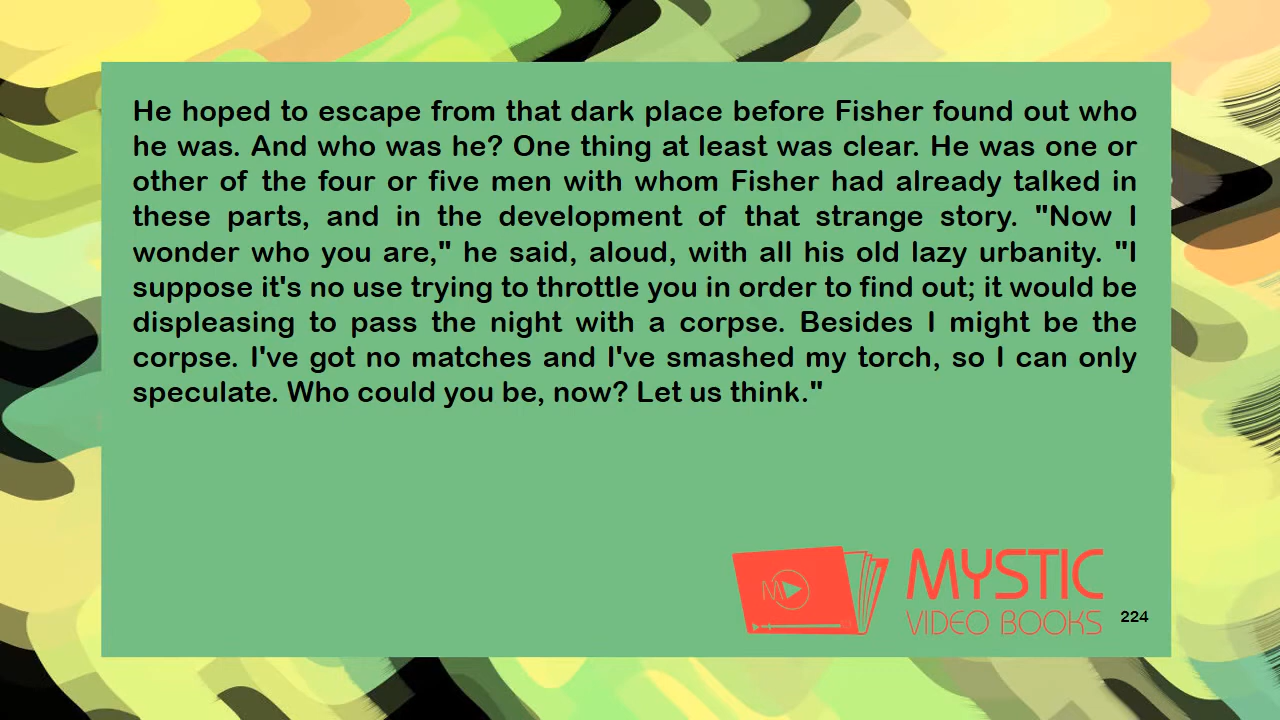 He hoped to escape from that dark place before Fisher found out who
he was. And who was he? One thing at least was clear. He was one or
other of the four or five men with whom Fisher had already talked in
these parts, and in the development of that strange story. "Now I
wonder who you are," he said, aloud, with all his old lazy urbanity. "I
suppose it's no use trying to throttle you in order to find out; it would be
displeasing to pass the night with a corpse. Besides I might be the
corpse. I've got no matches and I've smashed my torch, so I can only
speculate. Who could you be, now? Let us think."
M
MYSTIC
VIDEO BOOKS
224